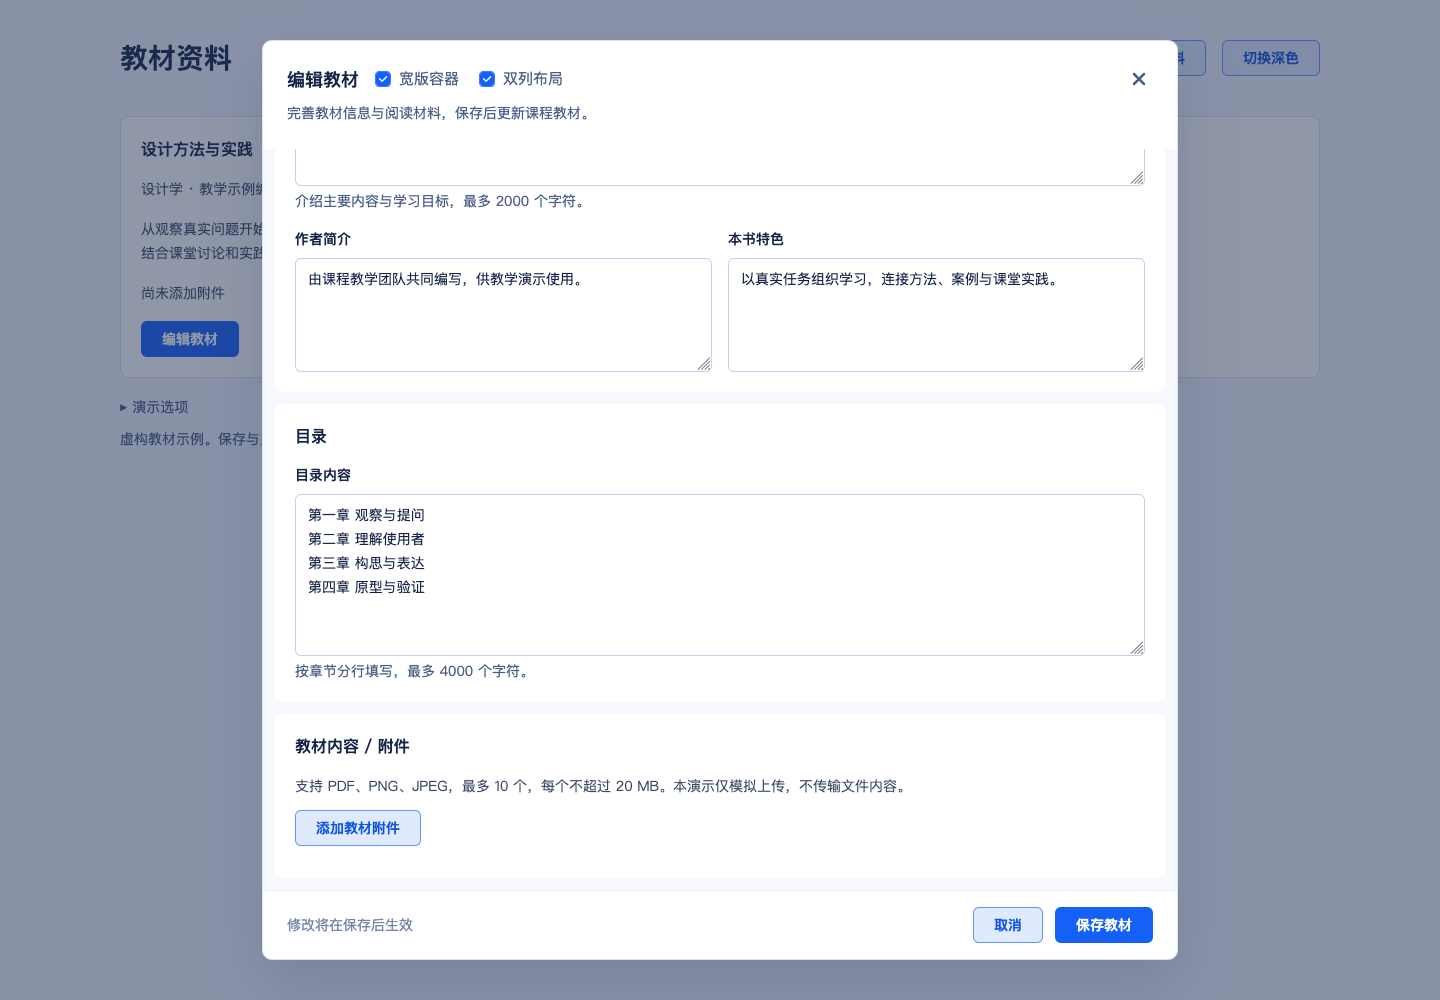 教材资料
料
切换深色
设计方法与实践
设计学 · 教学示例编
从观察真实问题开始
结合课堂讨论和实践
尚未添加附件
编辑教材
▸ 演示选项
虚构教材示例。保存与
编辑教材
宽版容器
双列布局
完善教材信息与阅读材料，保存后更新课程教材。
介绍主要内容与学习目标，最多 2000 个字符。
作者简介
本书特色
由课程教学团队共同编写，供教学演示使用。
以真实任务组织学习，连接方法、案例与课堂实践。
目录
目录内容
第一章 观察与提问
第二章 理解使用者
第三章 构思与表达
第四章 原型与验证
按章节分行填写，最多 4000 个字符。
教材内容 / 附件
支持 PDF、PNG、JPEG，最多 10 个，每个不超过 20 MB。本演示仅模拟上传，不传输文件内容。
添加教材附件
修改将在保存后生效
取消
保存教材